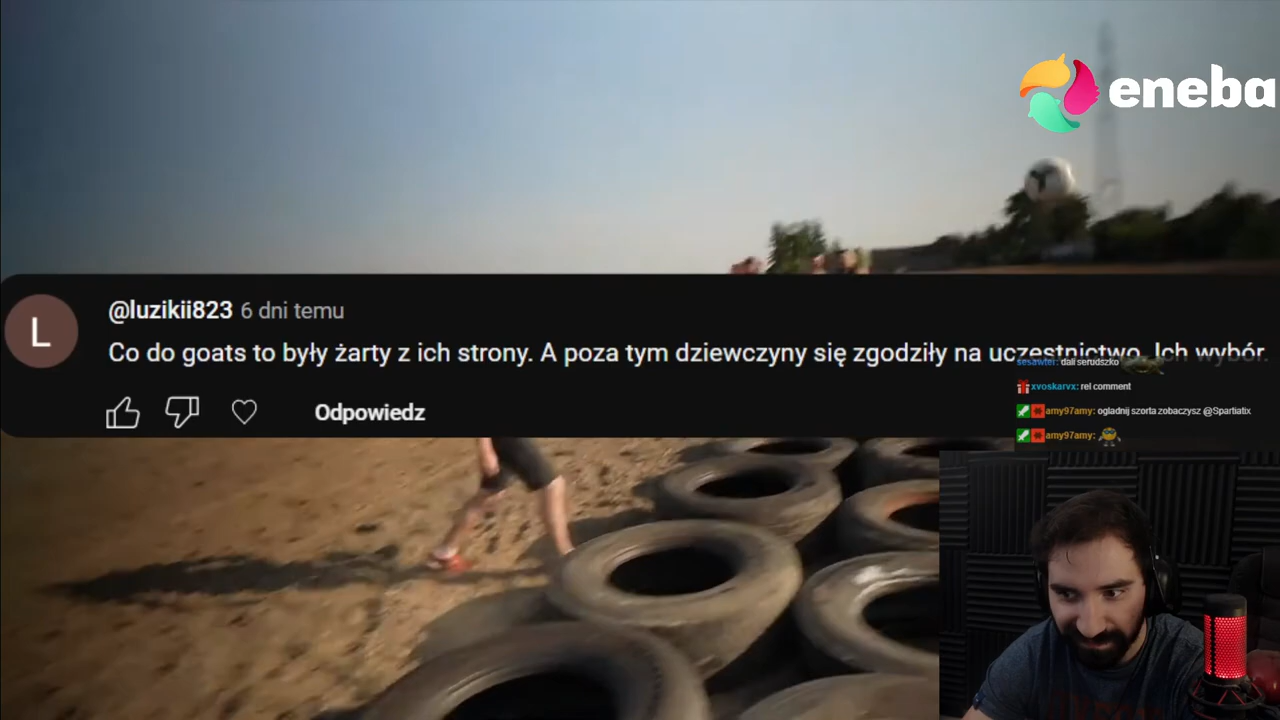 eneba
@luzikii823 6 dni temu
L
Co do goats to były żarty z ich strony. A poza tym dziewczyny się zgodziły na uczestnictwo. Ich wybór.
sesawter: dali serudszko
xvoskarvx: rel comment
amy97amy: ogladnij szorta zobaczysz @Spartiatix
amy97amy:
Odpowiedz